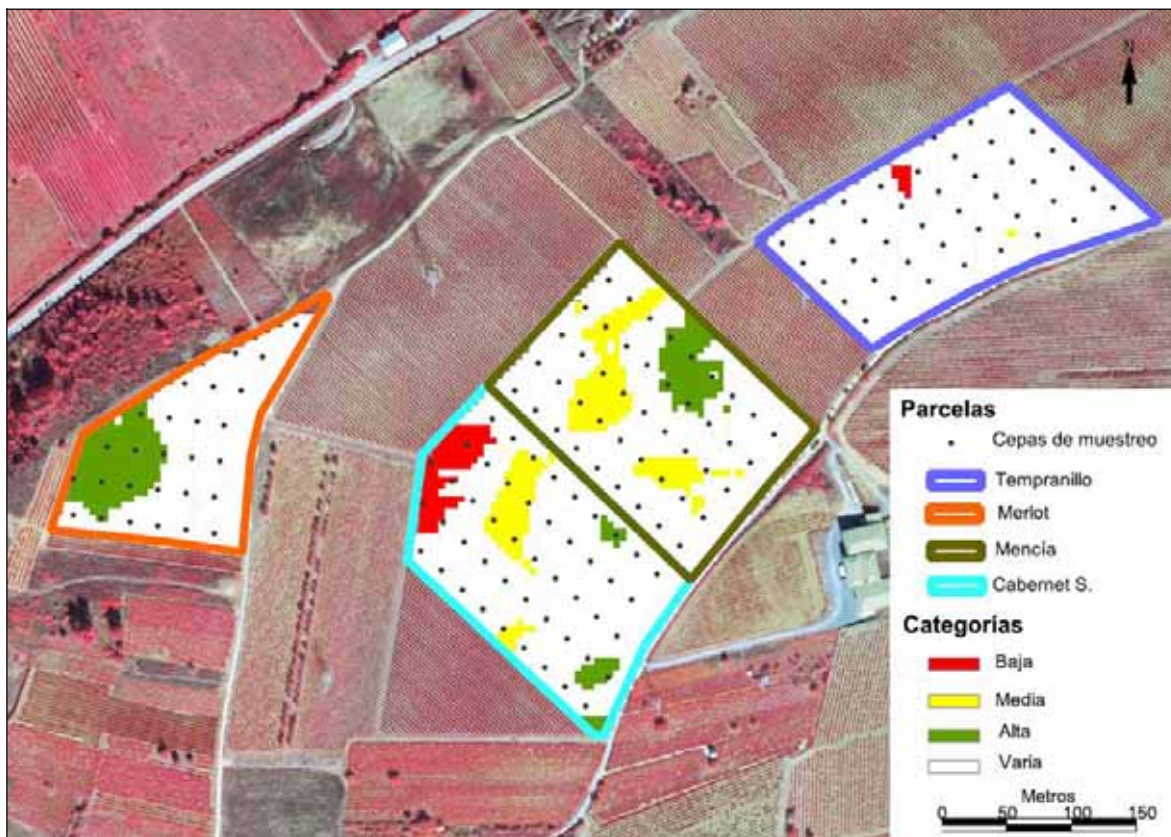 N
Parcelas
Cepas de muestreo
Tempranillo
Merlot
Mencía
Cabernet S.
Categorías
Baja
Media
Alta
Varía
Metros
0 50 100 150